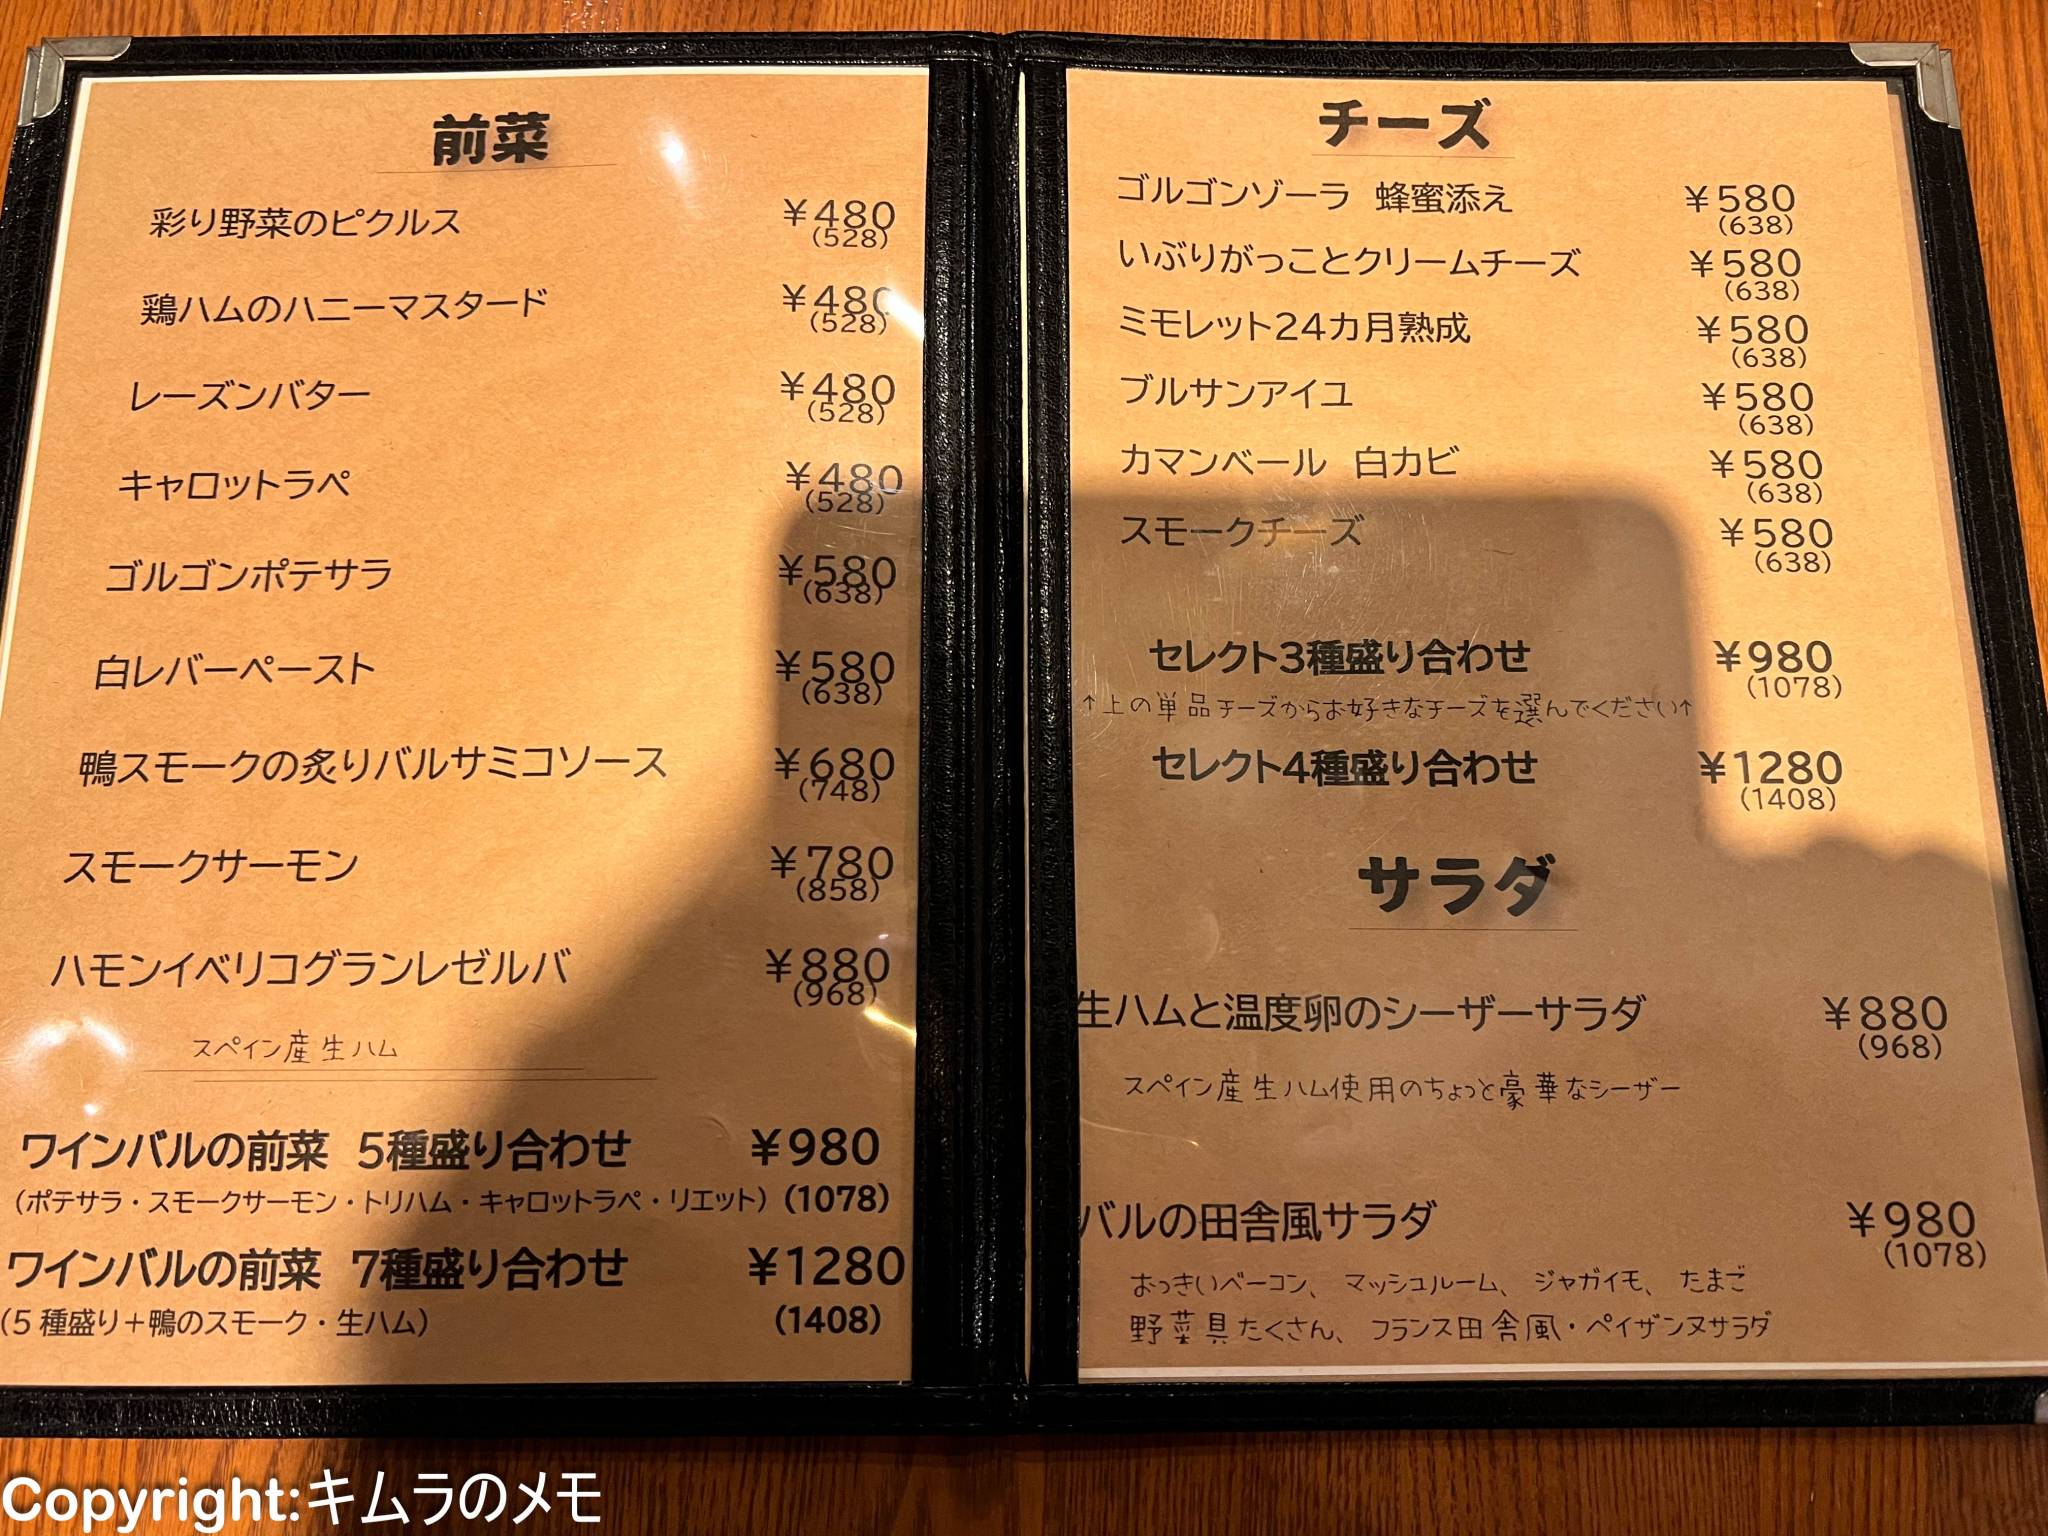 前菜
彩り野菜のピクルス ¥480
(528)
鶏ハムのハニーマスタード ¥480
(528)
レーズンバター ¥480
(528)
キャロットラペ ¥480
(528)
ゴルゴンポテサラ ¥580
(638)
白レバーペースト ¥580
(638)
鴨スモークの炙りバルサミコソース ¥680
(748)
スモークサーモン ¥780
(858)
ハモンイベリコグランレゼルバ ¥880
(968)
スペイン産生ハム
ワインバルの前菜 5種盛り合わせ ¥980
(ポテサラ・スモークサーモン・トリハム・キャロットラペ・リエット) (1078)
ワインバルの前菜 7種盛り合わせ ¥1280
(5種盛り+鴨のスモーク・生ハム) (1408)
チーズ
ゴルゴンゾーラ 蜂蜜添え ¥580
(638)
いぶりがっことクリームチーズ ¥580
(638)
ミモレット24カ月熟成 ¥580
(638)
ブルサンアイユ ¥580
(638)
カマンベール 白カビ ¥580
(638)
スモークチーズ ¥580
(638)
セレクト3種盛り合わせ ¥980
(1078)
↑上の単品チーズからお好きなチーズを選んでください↑
セレクト4種盛り合わせ ¥1280
(1408)
サラダ
生ハムと温度卵のシーザーサラダ ¥880
(968)
スペイン産生ハム使用のちょっと豪華なシーザー
バルの田舎風サラダ ¥980
(1078)
おっきいベーコン、マッシュルーム、ジャガイモ、たまご
野菜具たくさん、フランス田舎風・ペイザンヌサラダ
Copyright:キムラのメモ